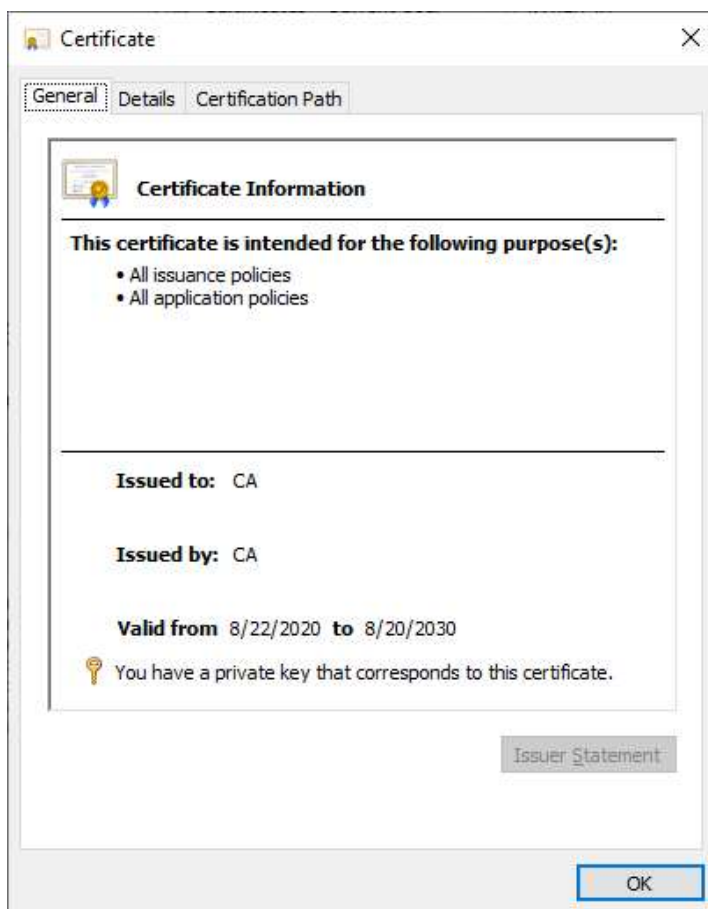 Certificate
General Details Certification Path
Certificate Information
This certificate is intended for the following purpose(s):
• All issuance policies
• All application policies
Issued to: CA
Issued by: CA
Valid from 8/22/2020 to 8/20/2030
You have a private key that corresponds to this certificate.
Issuer Statement
OK